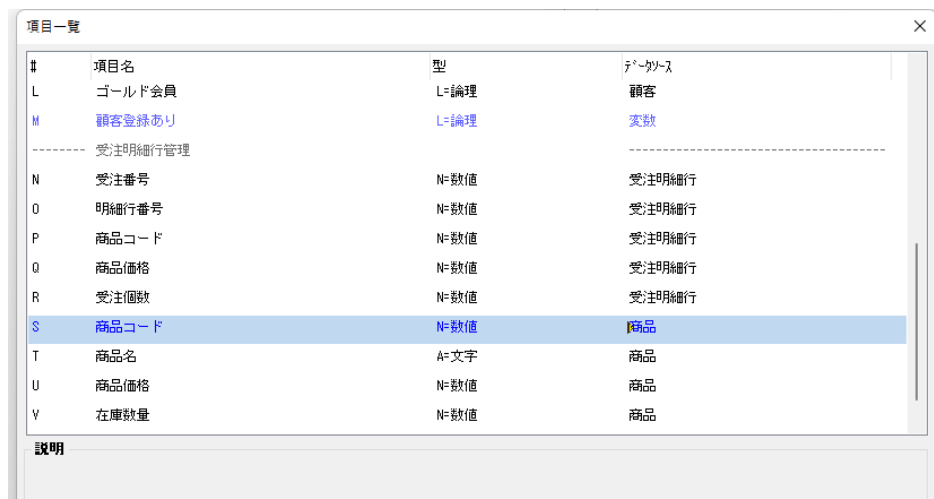 項目一覧
# 項目名 型 ﾃﾞｰﾀｿｰｽ
L ゴールド会員 L=論理 顧客
M 顧客登録あり L=論理 変数
-------- 受注明細行管理 --------------------------------------
N 受注番号 N=数値 受注明細行
O 明細行番号 N=数値 受注明細行
P 商品コード N=数値 受注明細行
Q 商品価格 N=数値 受注明細行
R 受注個数 N=数値 受注明細行
S 商品コード N=数値 商品
T 商品名 A=文字 商品
U 商品価格 N=数値 商品
V 在庫数量 N=数値 商品
説明